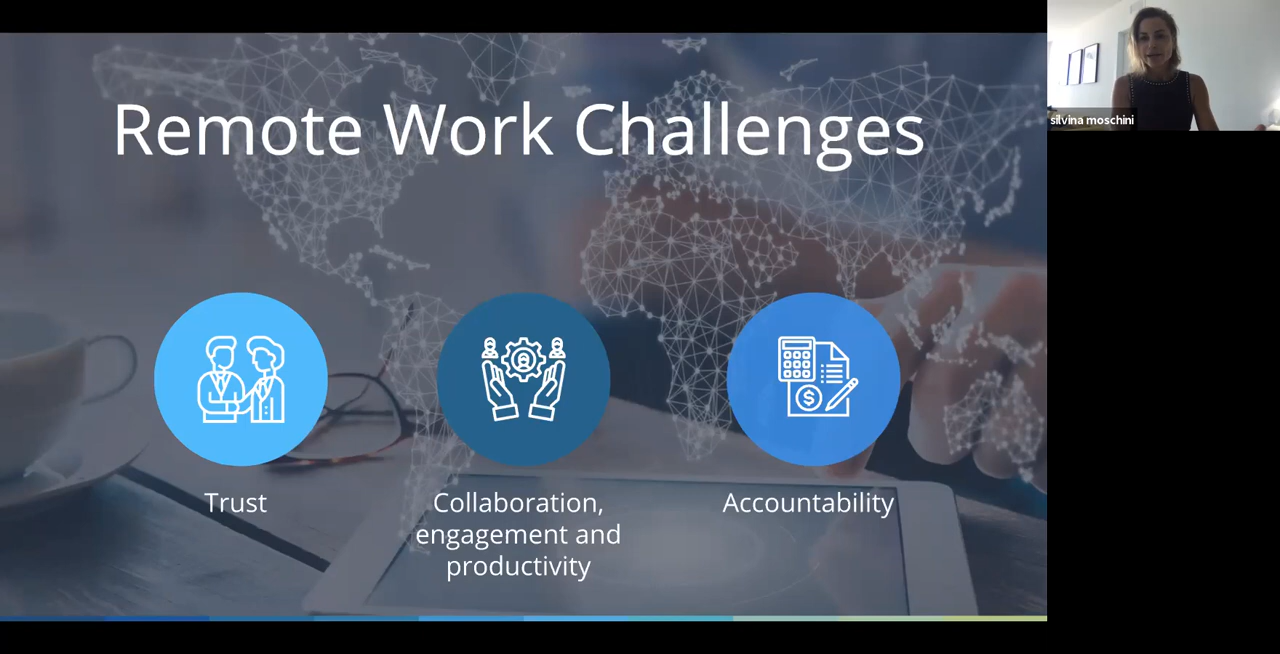 Remote Work Challenges
silvina moschini
Trust
Collaboration,
engagement and
productivity
Accountability